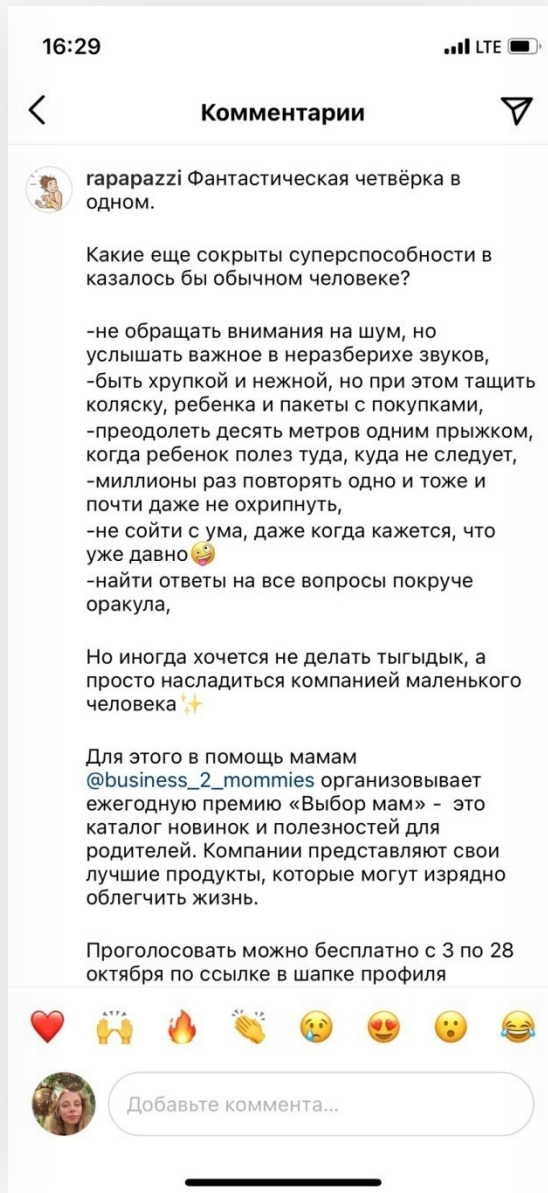 16:29
LTE
Комментарии
rapapazzi Фантастическая четвёрка в
одном.
Какие еще сокрыты суперспособности в
казалось бы обычном человеке?
-не обращать внимания на шум, но
услышать важное в неразберихе звуков,
-быть хрупкой и нежной, но при этом тащить
коляску, ребенка и пакеты с покупками,
-преодолеть десять метров одним прыжком,
когда ребенок полез туда, куда не следует,
-миллионы раз повторять одно и тоже и
почти даже не охрипнуть,
-не сойти с ума, даже когда кажется, что
уже давно🤪
-найти ответы на все вопросы покруче
оракула,
Но иногда хочется не делать тыгыдык, а
просто насладиться компанией маленького
человека✨
Для этого в помощь мамам
@business_2_mommies организовывает
ежегодную премию «Выбор мам» - это
каталог новинок и полезностей для
родителей. Компании представляют свои
лучшие продукты, которые могут изрядно
облегчить жизнь.
Проголосовать можно бесплатно с 3 по 28
октября по ссылке в шапке профиля
Добавьте коммента...